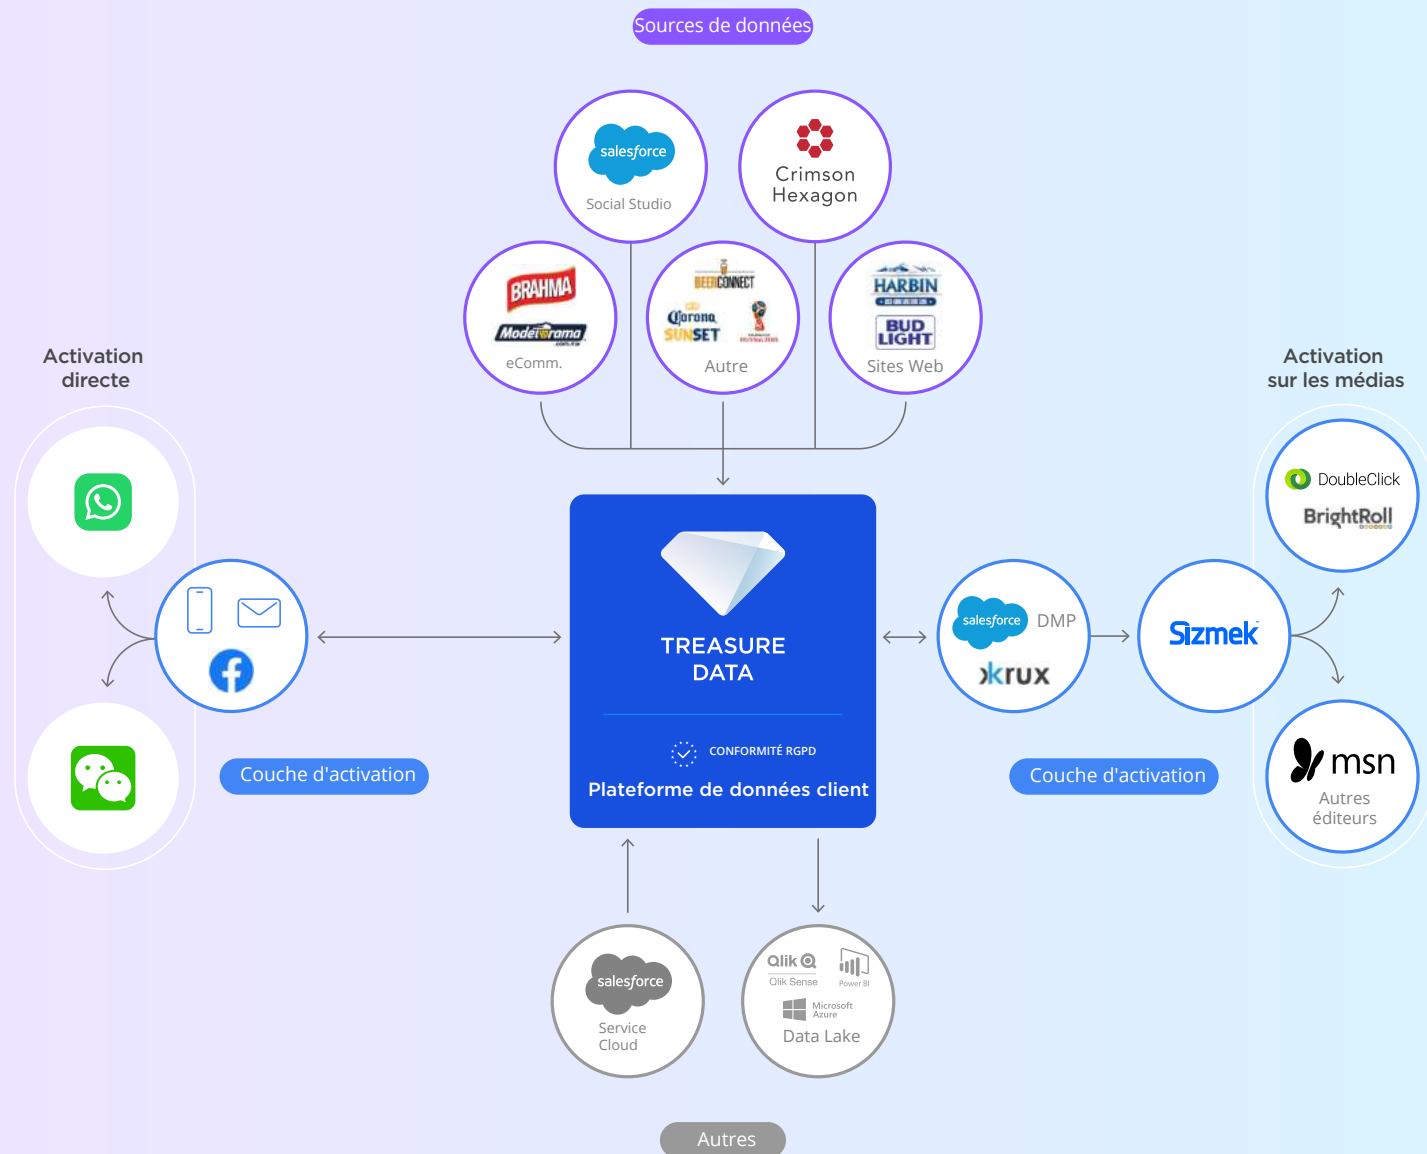 Sources de données
salesforce
Social Studio
Crimson
Hexagon
BRAHMA
Modelorama
.com.mx
eComm.
BEERCONNECT
Corona
SUNSET
Autre
HARBIN
BUD
LIGHT
Sites Web
Activation
directe
Activation
sur les médias
DoubleClick
BrightRoll
TREASURE
DATA
CONFORMITÉ RGPD
Plateforme de données client
salesforce DMP
krux
Sizmek
Couche d'activation
Couche d'activation
msn
Autres
éditeurs
salesforce
Service
Cloud
Qlik
Qlik Sense
Power BI
Microsoft
Azure
Data Lake
Autres